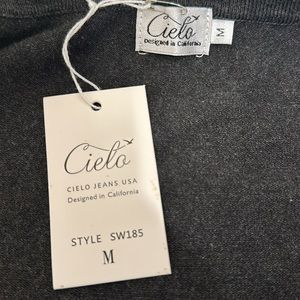 Cielo
Designed in California
M
Cielo
CIELO JEANS USA
Designed in California
STYLE SW185
M